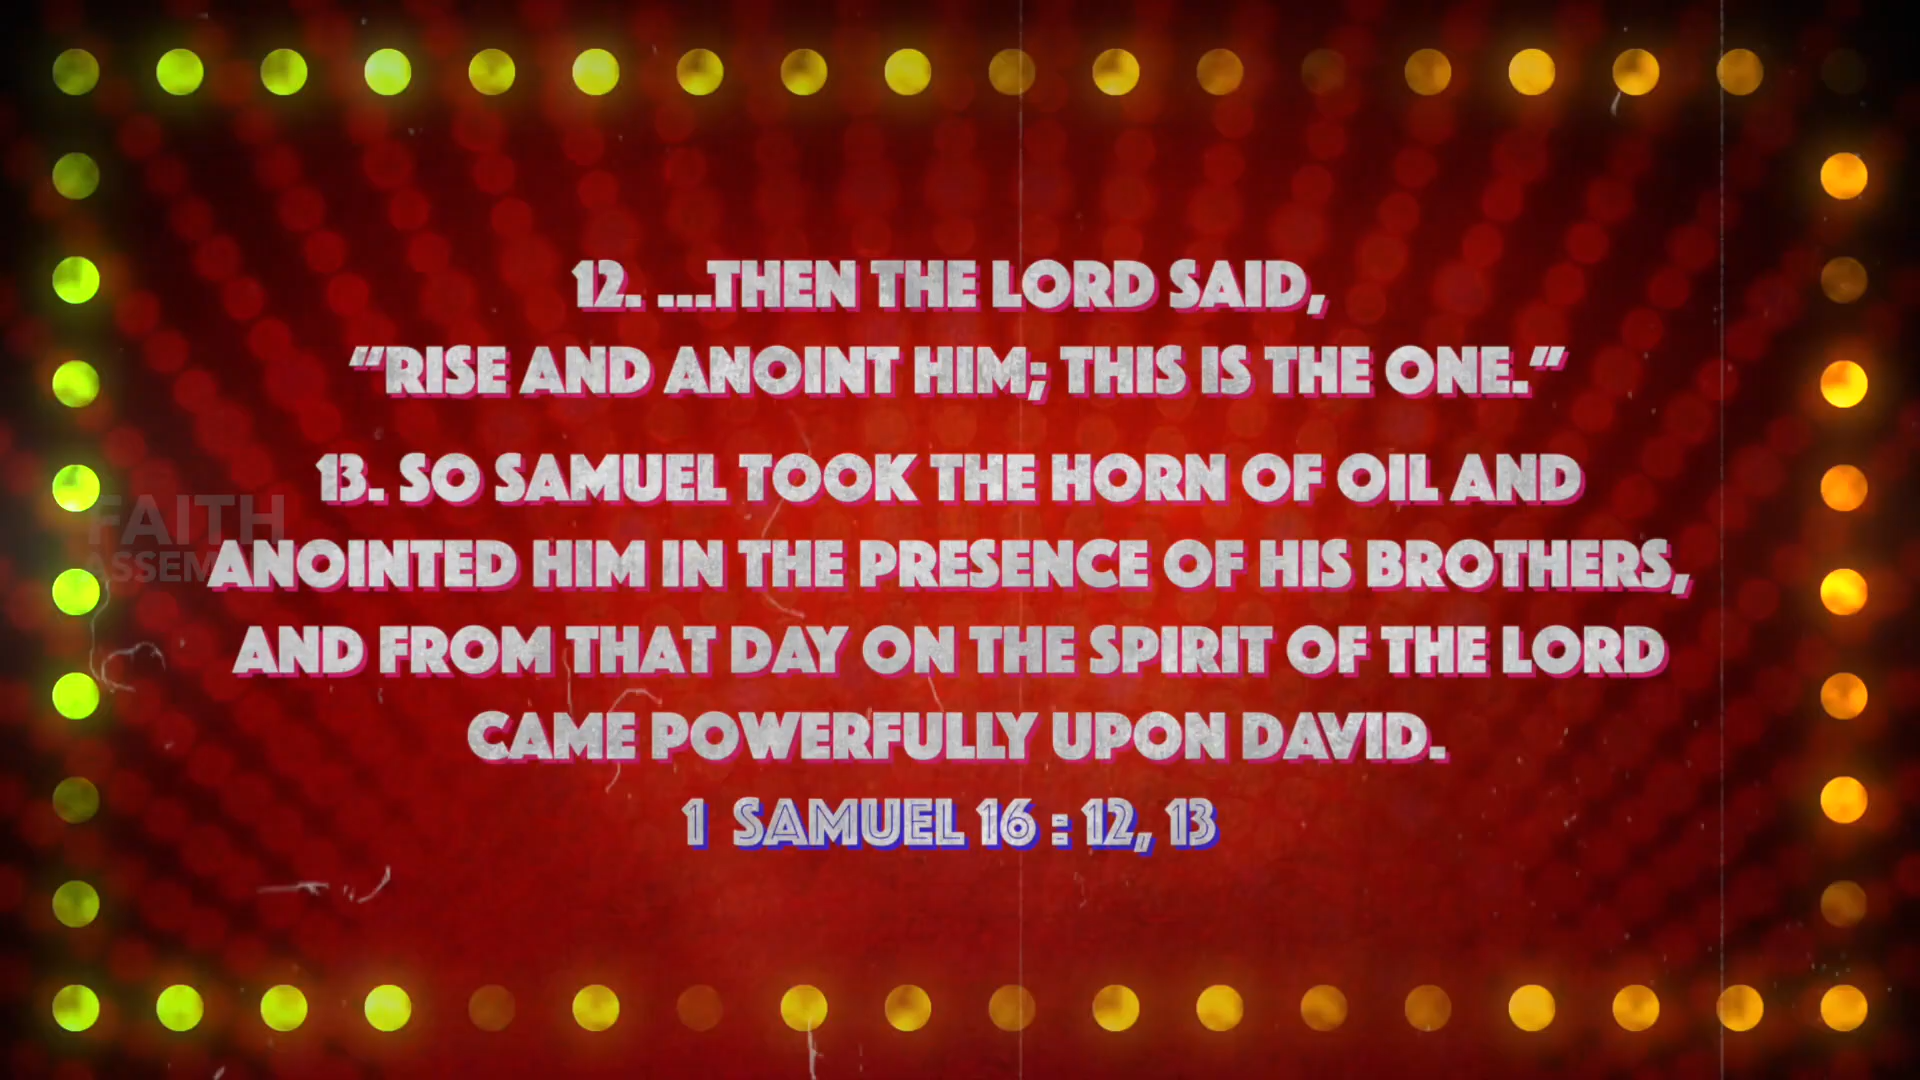 12. ...THEN THE LORD SAID,
"RISE AND ANOINT HIM; THIS IS THE ONE."
13. SO SAMUEL TOOK THE HORN OF OIL AND
ANOINTED HIM IN THE PRESENCE OF HIS BROTHERS,
AND FROM THAT DAY ON THE SPIRIT OF THE LORD
CAME POWERFULLY UPON DAVID.
1 SAMUEL 16 : 12, 13
FAITH